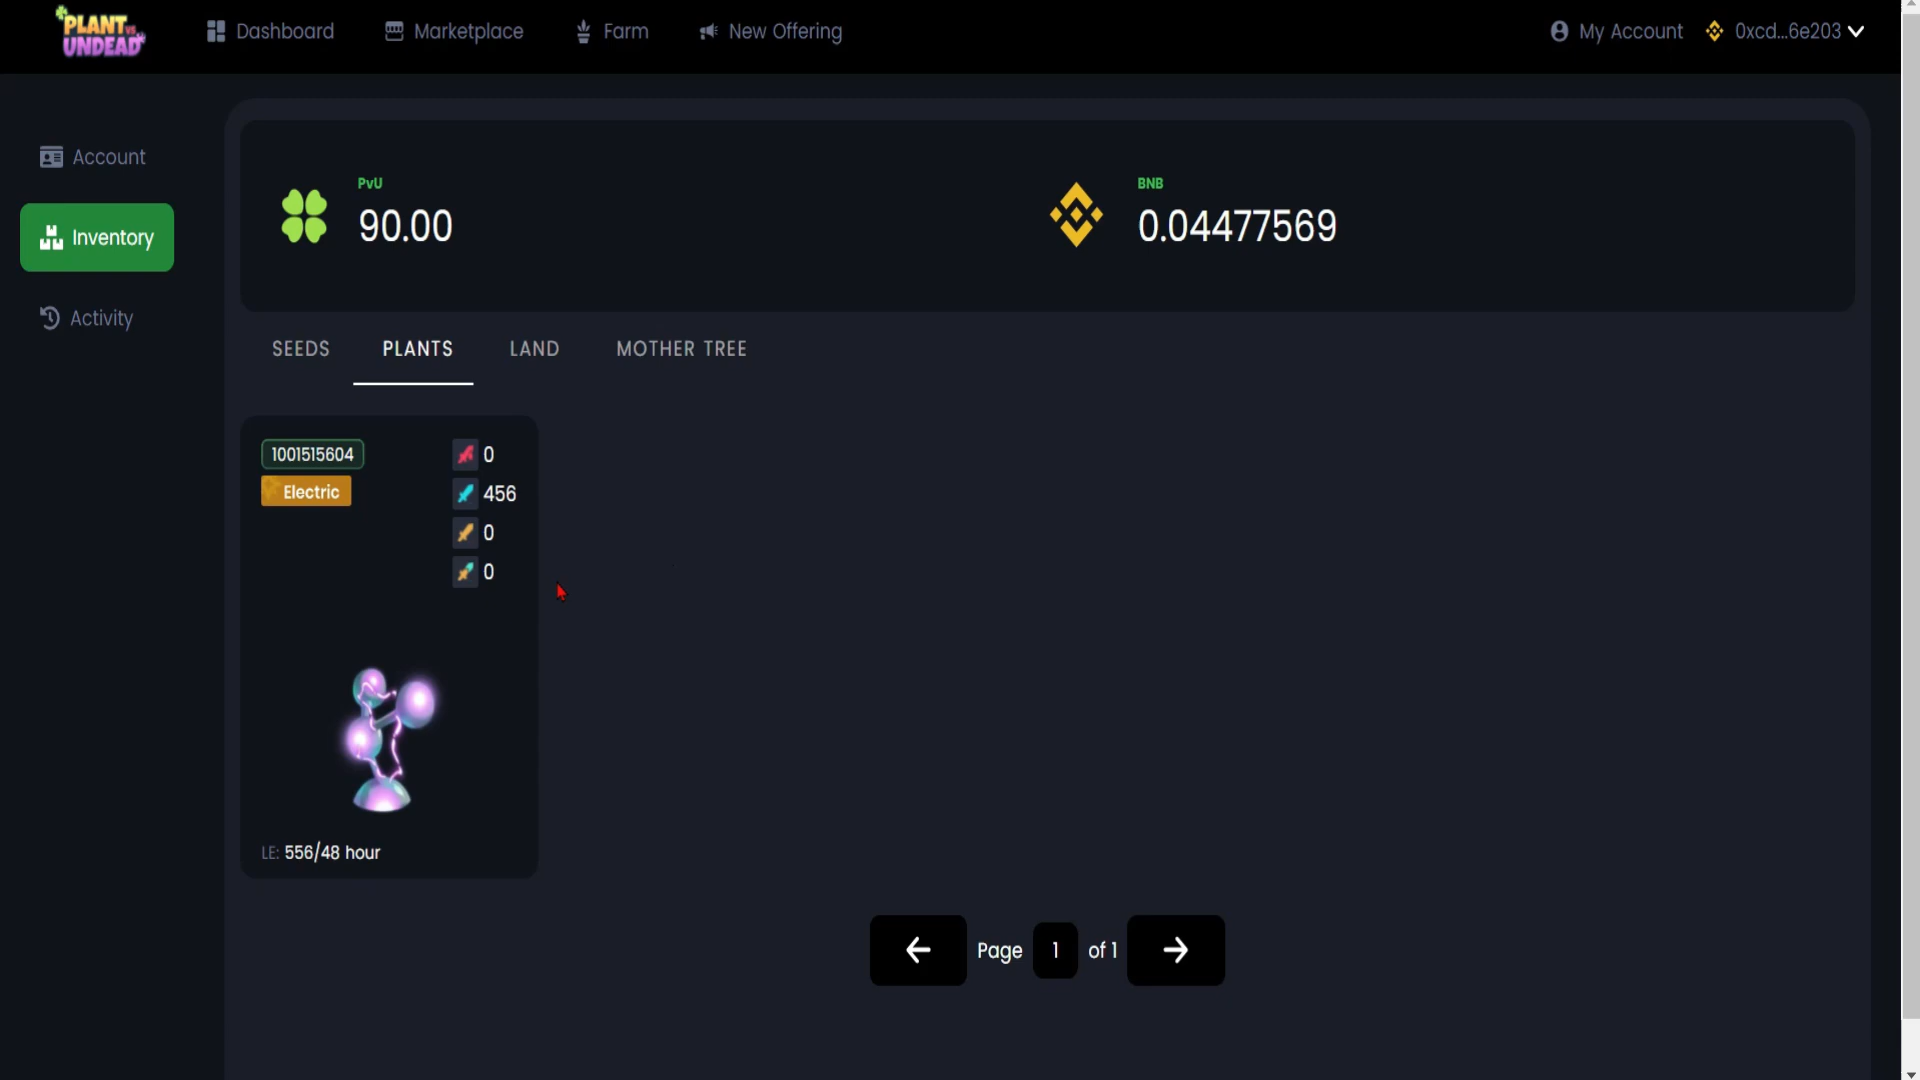 PLANT VS UNDEAD
Dashboard
Marketplace
Farm
New Offering
My Account
0xcd...6e203
Account
Inventory
Activity
PvU
90.00
BNB
0.04477569
SEEDS
PLANTS
LAND
MOTHER TREE
1001515604
Electric
0
456
0
0
LE: 556/48 hour
Page 1 of 1